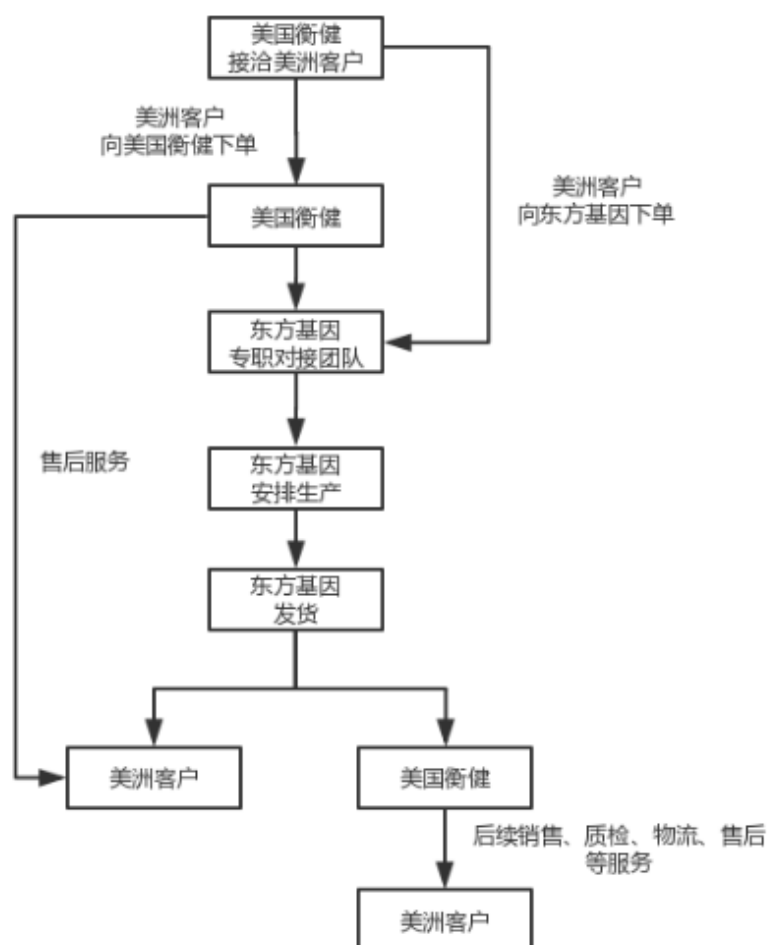 美国衡健
接洽美洲客户
美洲客户
向美国衡健下单
美洲客户
向东方基因下单
美国衡健
东方基因
专职对接团队
售后服务
东方基因
安排生产
东方基因
发货
美洲客户
美国衡健
后续销售、质检、物流、售后
等服务
美洲客户